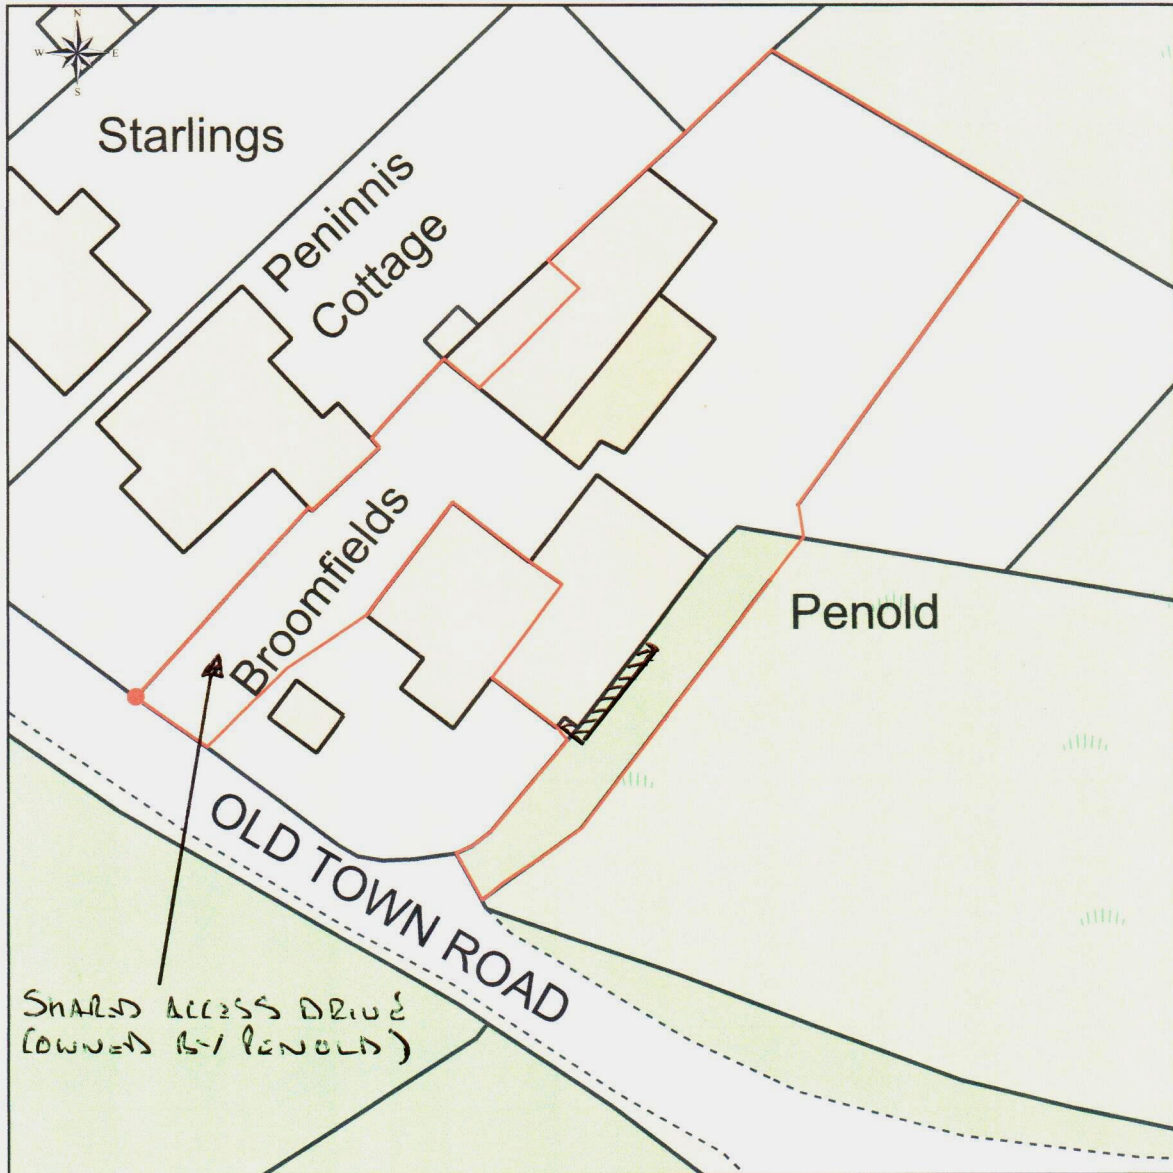 N
W E
S
Starlings
Peninnis
Cottage
Broomfields
Penold
OLD TOWN ROAD
SHARED ACCESS DRIVE
(OWNED BY PENOLD)